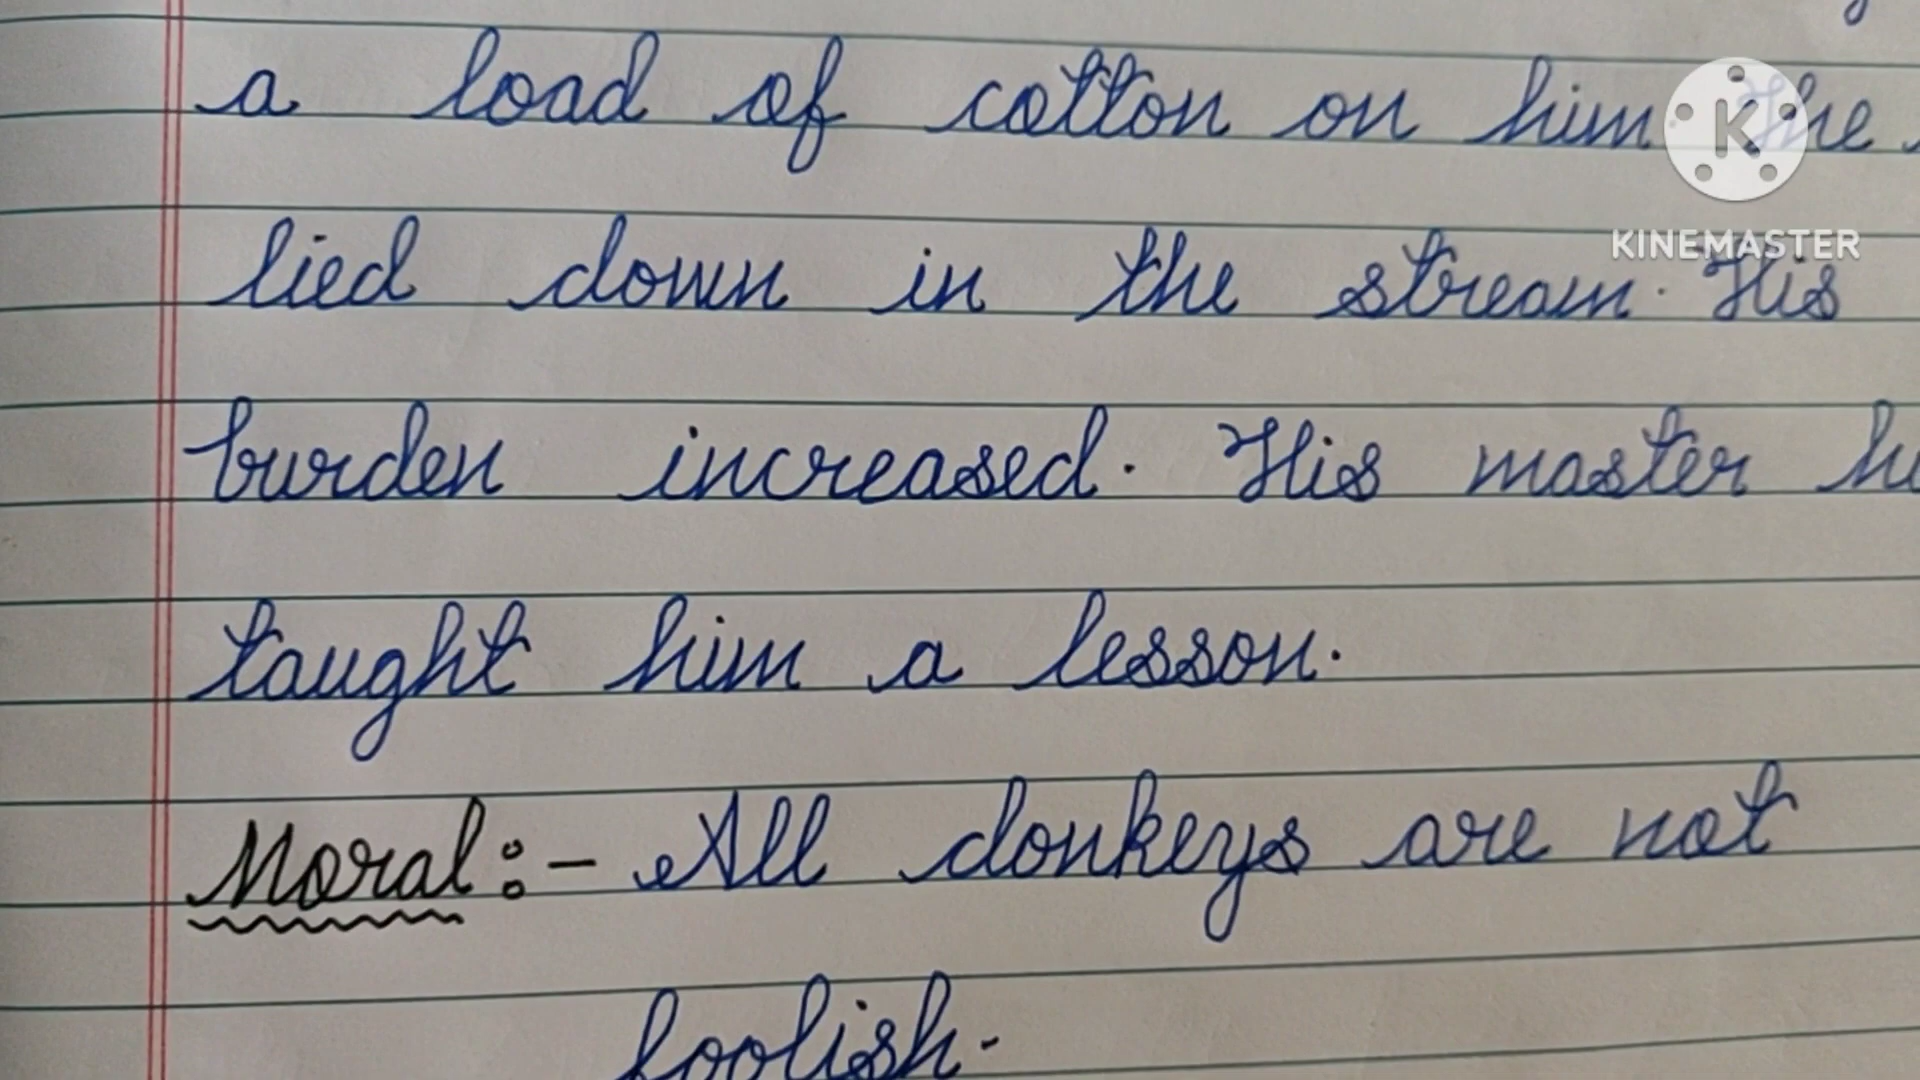 a load of cotton on him. The
lied down in the stream. His
burden increased. His master
taught him a lesson.
Moral:- All donkeys are not
foolish.
KINEMASTER